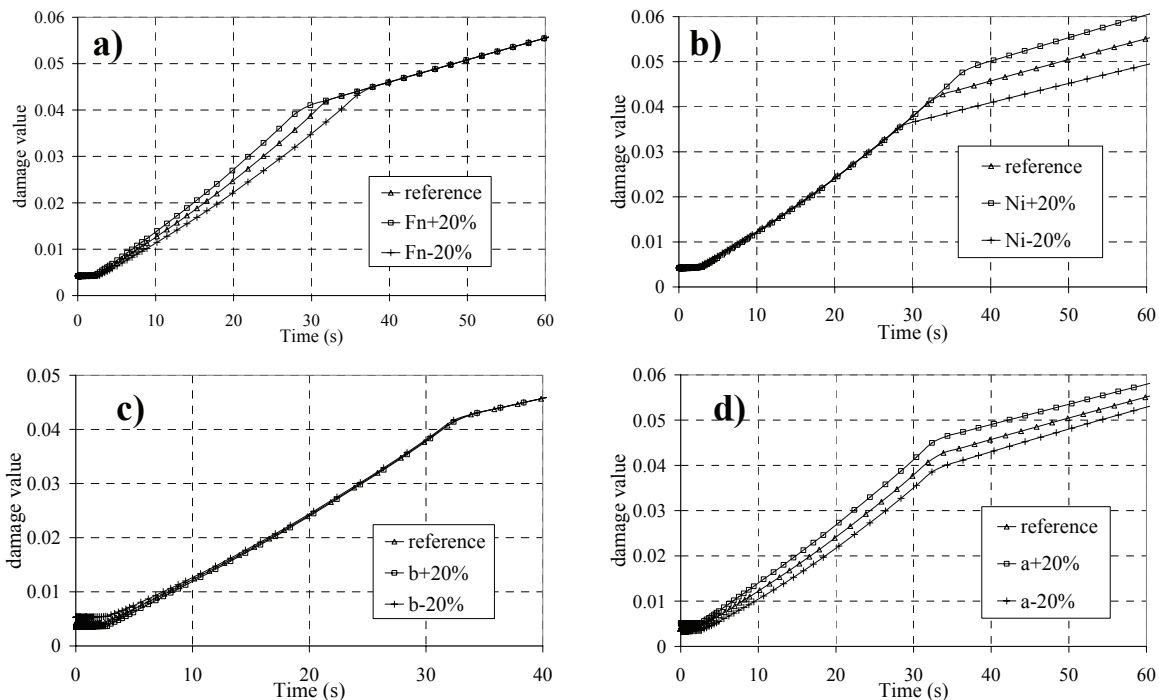 a)
damage value
0.06
0.05
0.04
0.03
0.02
0.01
0
reference
Fn+20%
Fn-20%
0 10 20 30 40 50 60
Time (s)
b)
damage value
0.06
0.05
0.04
0.03
0.02
0.01
0
reference
Ni+20%
Ni-20%
0 10 20 30 40 50 60
Time (s)
c)
damage value
0.05
0.04
0.03
0.02
0.01
0
reference
b+20%
b-20%
0 10 20 30 40
Time (s)
d)
damage value
0.06
0.05
0.04
0.03
0.02
0.01
0
reference
a+20%
a-20%
0 10 20 30 40 50 60
Time (s)